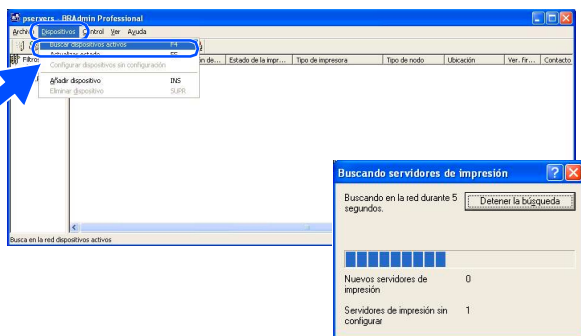 pservers - BRAdmin Professional
Archivo Dispositivos Control Ver Ayuda
Buscar dispositivos activos F4
Actualizar estado F5
Configurar dispositivos sin configuración
Añadir dispositivo INS
Eliminar dispositivo SUPR
Filtros
ón de... Estado de la impr... Tipo de impresora Tipo de nodo Ubicación Ver. fir... Contacto
Busca en la red dispositivos activos
Buscando servidores de impresión
Buscando en la red durante 5
segundos.
Detener la búsqueda
Nuevos servidores de
impresión
0
Servidores de impresión sin
configurar
1